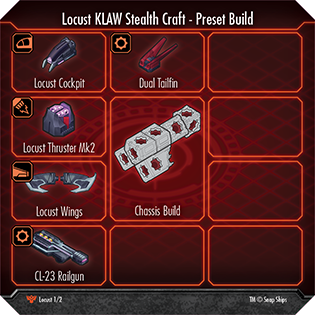 Locust KLAW Stealth Craft - Preset Build
Locust Cockpit
Dual Tailfin
Locust Thruster Mk2
Locust Wings
Chassis Build
CL-23 Railgun
Locust 1/2
TM © Snap Ships